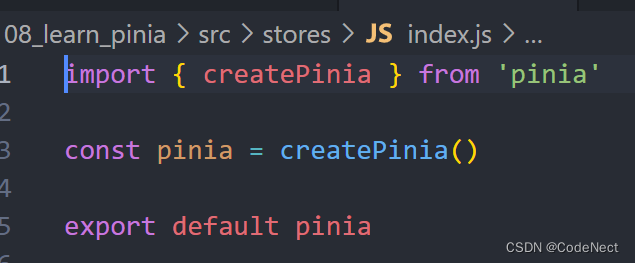 08_learn_pinia > src > stores > JS index.js > ...
1 import { createPinia } from 'pinia'
2
3 const pinia = createPinia()
4
5 export default pinia
6
CSDN @CodeNect